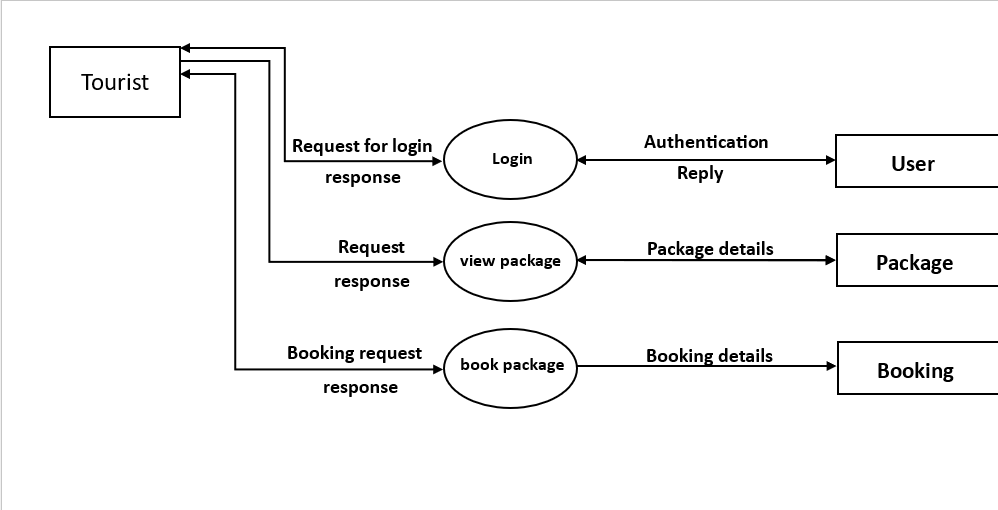 Tourist
Request for login
response
Login
Authentication
Reply
User
Request
response
view package
Package details
Package
Booking request
response
book package
Booking details
Booking